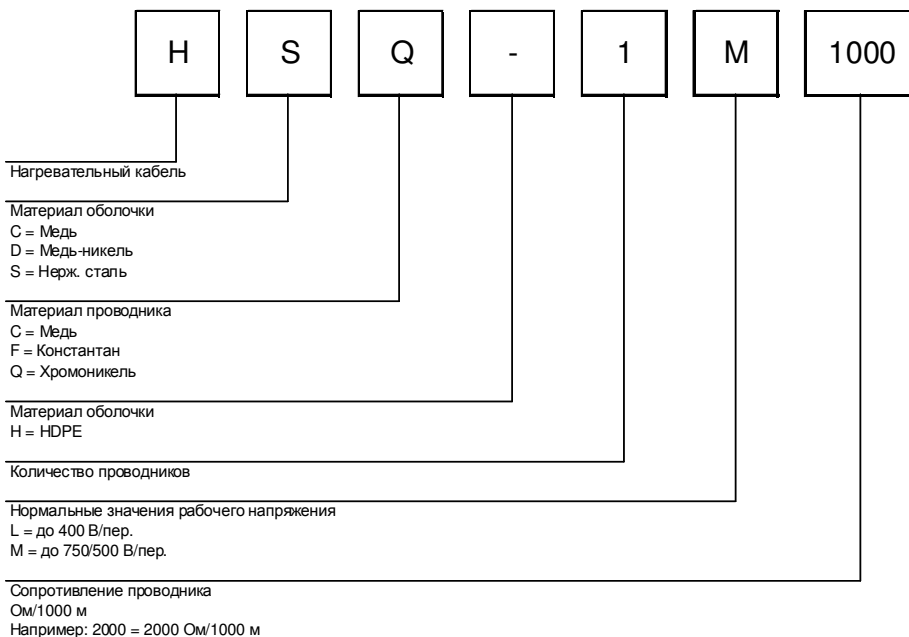 H S Q - 1 M 1000
Нагревательный кабель
Материал оболочки
C = Медь
D = Медь-никель
S = Нерж. сталь
Материал проводника
C = Медь
F = Константан
Q = Хромоникель
Материал оболочки
H = HDPE
Количество проводников
Нормальные значения рабочего напряжения
L = до 400 В/пер.
M = до 750/500 В/пер.
Сопротивление проводника
Ом/1000 м
Например: 2000 = 2000 Ом/1000 м